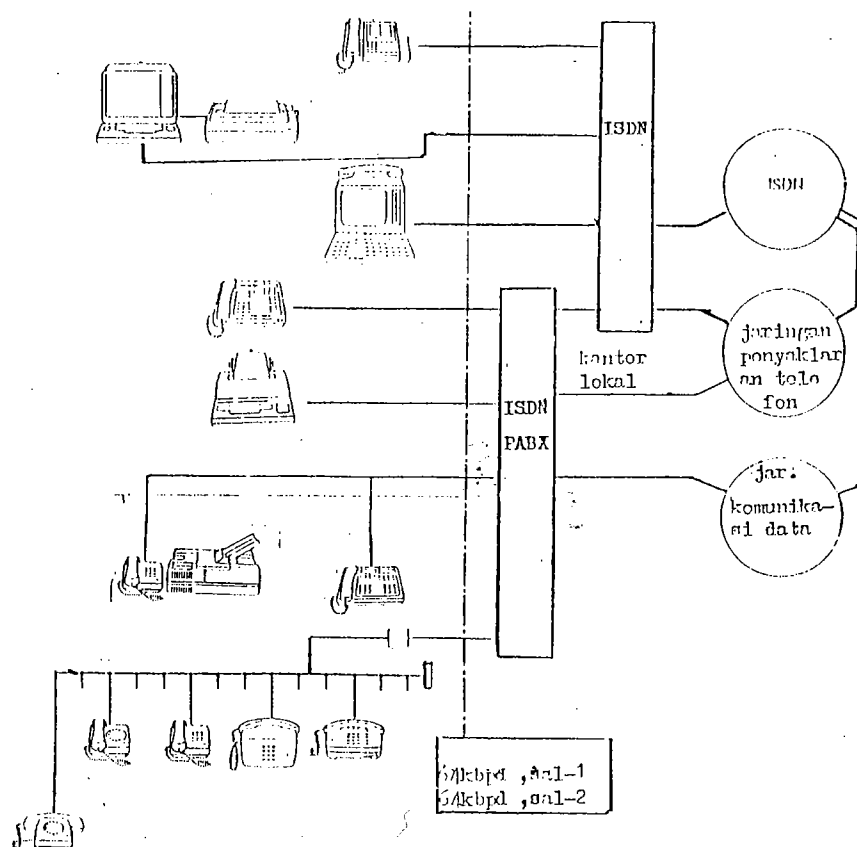 ISDN
ISDN
jaringan
penyaklar
an tele
fon
kantor
lokal
ISDN
PABX
jar.
komunika-
si data
64kbpd ,sal-1
64kbpd ,sal-2